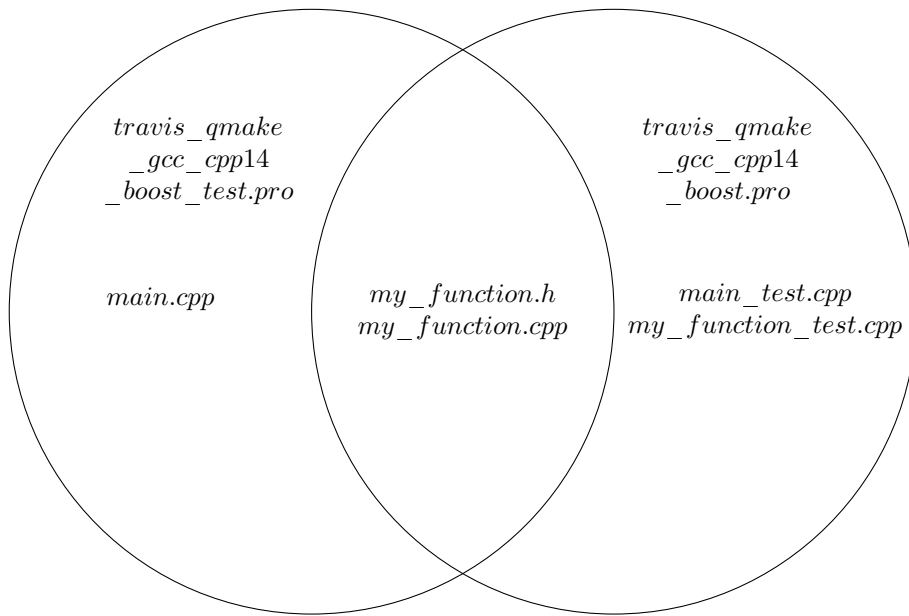 travis_qmake
_gcc_cpp14
_boost_test.pro
main.cpp
my_function.h
my_function.cpp
travis_qmake
_gcc_cpp14
_boost.pro
main_test.cpp
my_function_test.cpp